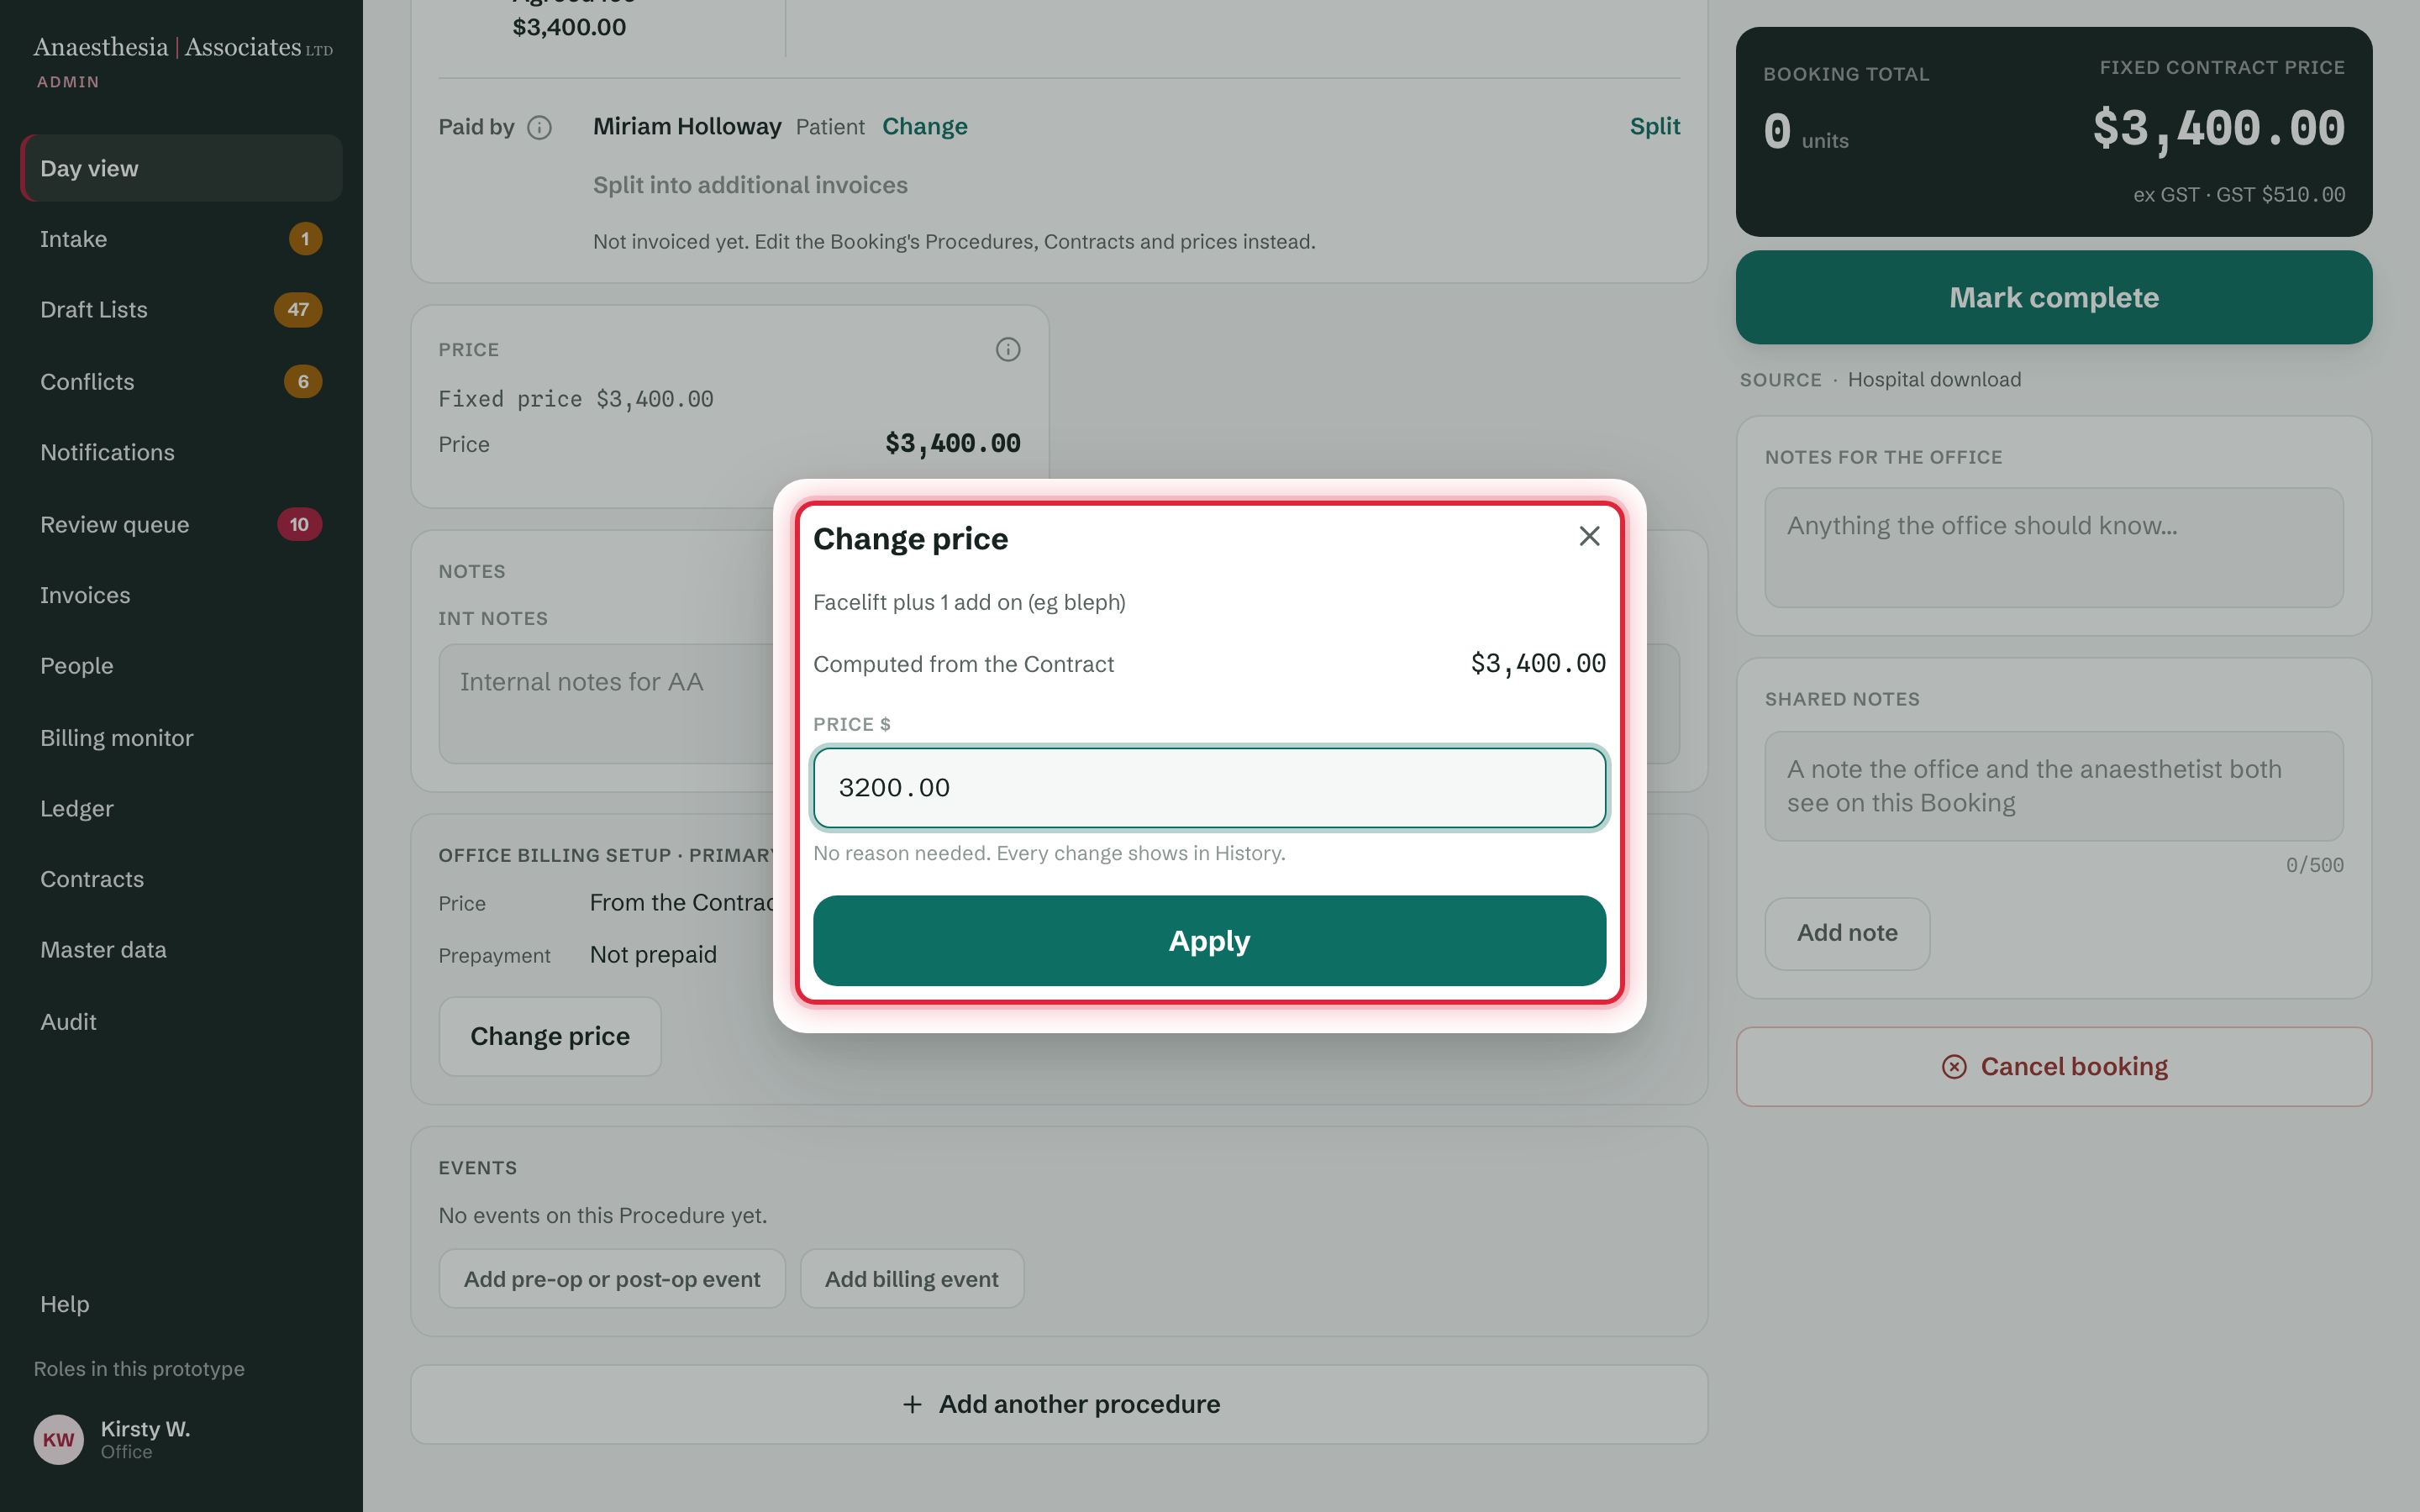 Anaesthesia | Associates LTD
ADMIN
Day view
Intake 1
Draft Lists 47
Conflicts 6
Notifications
Review queue 10
Invoices
People
Billing monitor
Ledger
Contracts
Master data
Audit
Help
Roles in this prototype
KW
Kirsty W.
Office
$3,400.00
Paid by Miriam Holloway Patient Change Split
Split into additional invoices
Not invoiced yet. Edit the Booking's Procedures, Contracts and prices instead.
PRICE
Fixed price $3,400.00
Price $3,400.00
NOTES
INT NOTES
Internal notes for AA
OFFICE BILLING SETUP · PRIMARY
Price From the Contrac
Prepayment Not prepaid
Change price
EVENTS
No events on this Procedure yet.
Add pre-op or post-op event Add billing event
+ Add another procedure
Change price
Facelift plus 1 add on (eg bleph)
Computed from the Contract $3,400.00
PRICE $
3200.00
No reason needed. Every change shows in History.
Apply
BOOKING TOTAL FIXED CONTRACT PRICE
0 units $3,400.00
ex GST · GST $510.00
Mark complete
SOURCE · Hospital download
NOTES FOR THE OFFICE
Anything the office should know...
SHARED NOTES
A note the office and the anaesthetist both
see on this Booking
0/500
Add note
Cancel booking